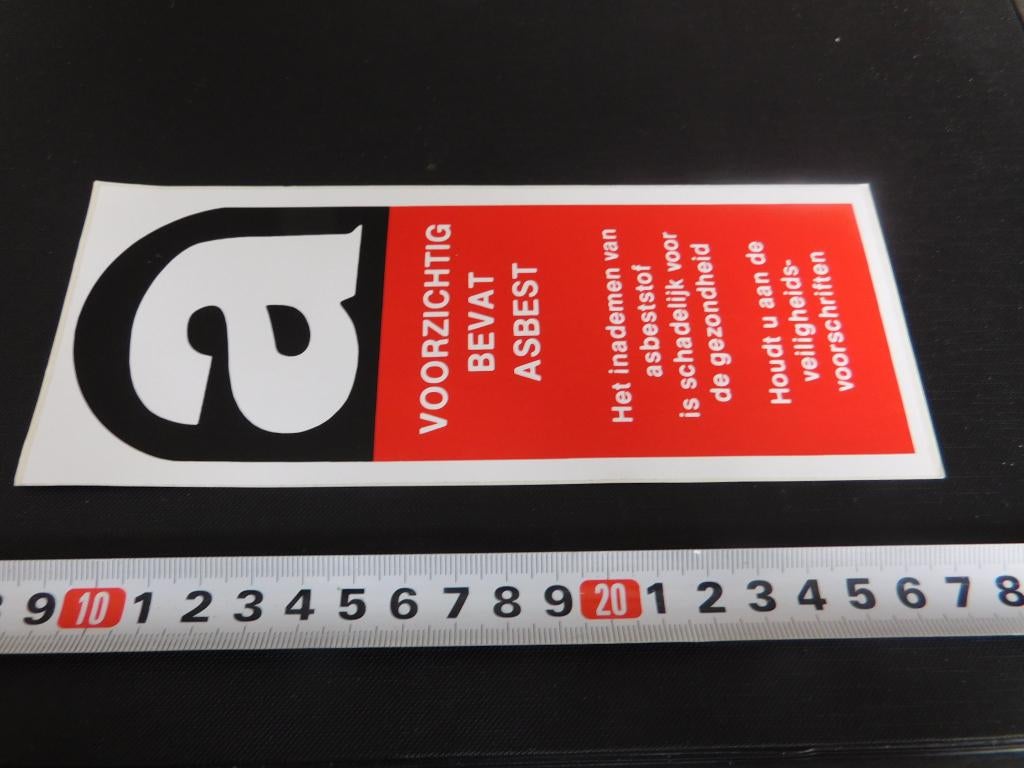 a
VOORZICHTIG
BEVAT
ASBEST
Het inademen van
asbeststof
is schadelijk voor
de gezondheid
Houdt u aan de
veiligheids-
voorschriften
9 10 1 2 3 4 5 6 7 8 9 20 1 2 3 4 5 6 7 8